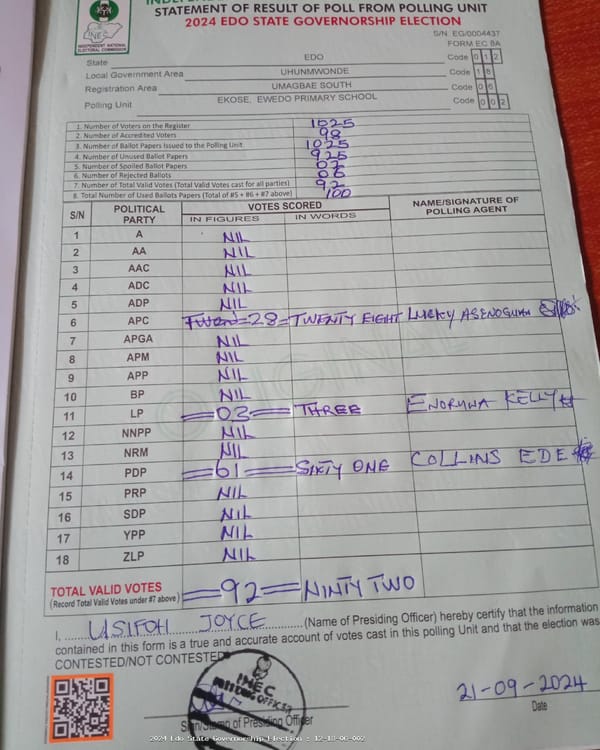 STATEMENT OF RESULT OF POLL FROM POLLING UNIT
2024 EDO STATE GOVERNORSHIP ELECTION
INEC
INDEPENDENT NATIONAL
ELECTORAL COMMISSION
S/N. EG/0004437
FORM EC 8A
State EDO Code 0 1 2
Local Government Area UHUNMWONDE Code 1 8
Registration Area UMAGBAE SOUTH Code 0 6
Polling Unit EKOSE, EWEDO PRIMARY SCHOOL Code 0 0 2
1. Number of Voters on the Register 1025
2. Number of Accredited Voters 98
3. Number of Ballot Papers Issued to the Polling Unit 1025
4. Number of Unused Ballot Papers 925
5. Number of Spoiled Ballot Papers 02
6. Number of Rejected Ballots 06
7. Number of Total Valid Votes (Total Valid Votes cast for all parties) 92
8. Total Number of Used Ballots Papers (Total of #5 + #6 + #7 above) 100
S/N POLITICAL PARTY VOTES SCORED NAME/SIGNATURE OF POLLING AGENT
IN FIGURES IN WORDS
1 A NIL
2 AA NIL
3 AAC NIL
4 ADC NIL
5 ADP NIL
6 APC =28= TWENTY EIGHT LUCKY
7 APGA NIL
8 APM NIL
9 APP NIL
10 BP NIL
11 LP =03= THREE KELLY
12 NNPP NIL
13 NRM NIL
14 PDP =61= SIXTY ONE COLLINS EDE
15 PRP NIL
16 SDP NIL
17 YPP NIL
18 ZLP NIL
ORIGINAL
TOTAL VALID VOTES =92= NINTY TWO
(Record Total Valid Votes under #7 above)
I, USIFOH JOYCE (Name of Presiding Officer) hereby certify that the information
contained in this form is a true and accurate account of votes cast in this polling Unit and that the election was
CONTESTED/NOT CONTESTED
INEC
PRESIDING OFFICER
21-09-2024
Sign/Stamp of Presiding Officer Date
2024 Edo State Governorship Election : 12-18-06-002